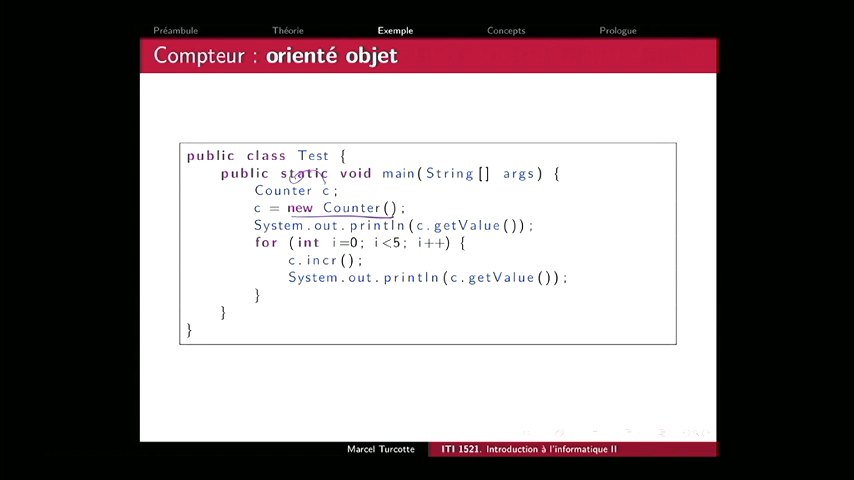 Préambule Théorie Exemple Concepts Prologue
Compteur : orienté objet
public class Test {
public static void main(String[] args) {
Counter c;
c = new Counter();
System.out.println(c.getValue());
for (int i=0; i<5; i++) {
c.incr();
System.out.println(c.getValue());
}
}
}
Marcel Turcotte ITI 1521. Introduction à l'informatique II